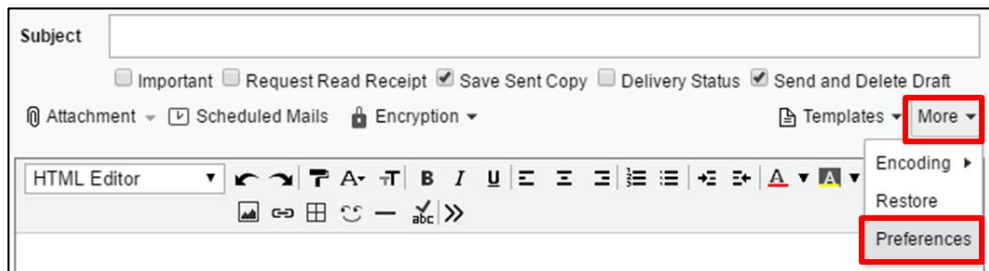 Subject
Important Request Read Receipt Save Sent Copy Delivery Status Send and Delete Draft
Attachment Scheduled Mails Encryption Templates More
Encoding
HTML Editor A T B I U A A
Restore
abc
Preferences